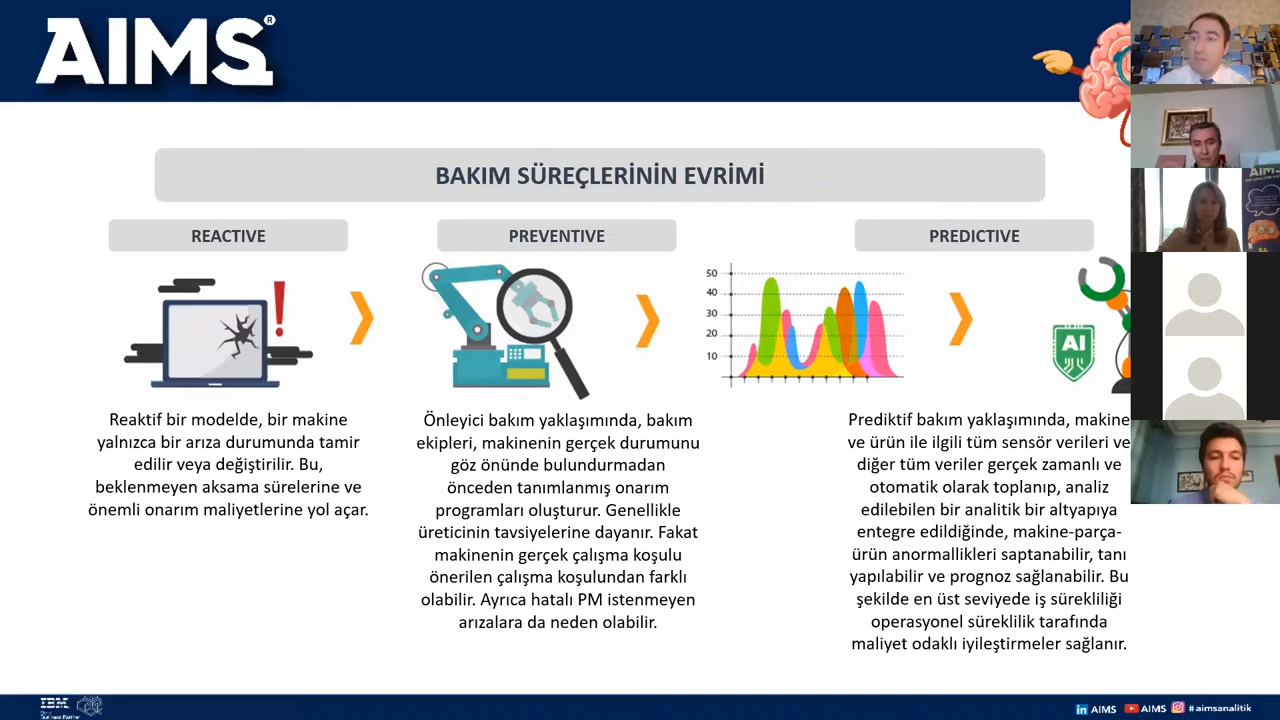 AIMS®
BAKIM SÜREÇLERİNİN EVRİMİ
REACTIVE
PREVENTIVE
PREDICTIVE
50
40
30
20
10
AI
Reaktif bir modelde, bir makine
yalnızca bir arıza durumunda tamir
edilir veya değiştirilir. Bu,
beklenmeyen aksama sürelerine ve
önemli onarım maliyetlerine yol açar.
Önleyici bakım yaklaşımında, bakım
ekipleri, makinenin gerçek durumunu
göz önünde bulundurmadan
önceden tanımlanmış onarım
programları oluşturur. Genellikle
üreticinin tavsiyelerine dayanır. Fakat
makinenin gerçek çalışma koşulu
önerilen çalışma koşulundan farklı
olabilir. Ayrıca hatalı PM istenmeyen
arızalara da neden olabilir.
Prediktif bakım yaklaşımında, makine
ve ürün ile ilgili tüm sensör verileri ve
diğer tüm veriler gerçek zamanlı ve
otomatik olarak toplanıp, analiz
edilebilen bir analitik bir altyapıya
entegre edildiğinde, makine-parça-
ürün anormallikleri saptanabilir, tanı
yapılabilir ve prognoz sağlanabilir. Bu
şekilde en üst seviyede iş sürekliliği
operasyonel süreklilik tarafında
maliyet odaklı iyileştirmeler sağlanır.
AIMS
IBM
Business Partner
in AIMS
AIMS
#aimsanalitik